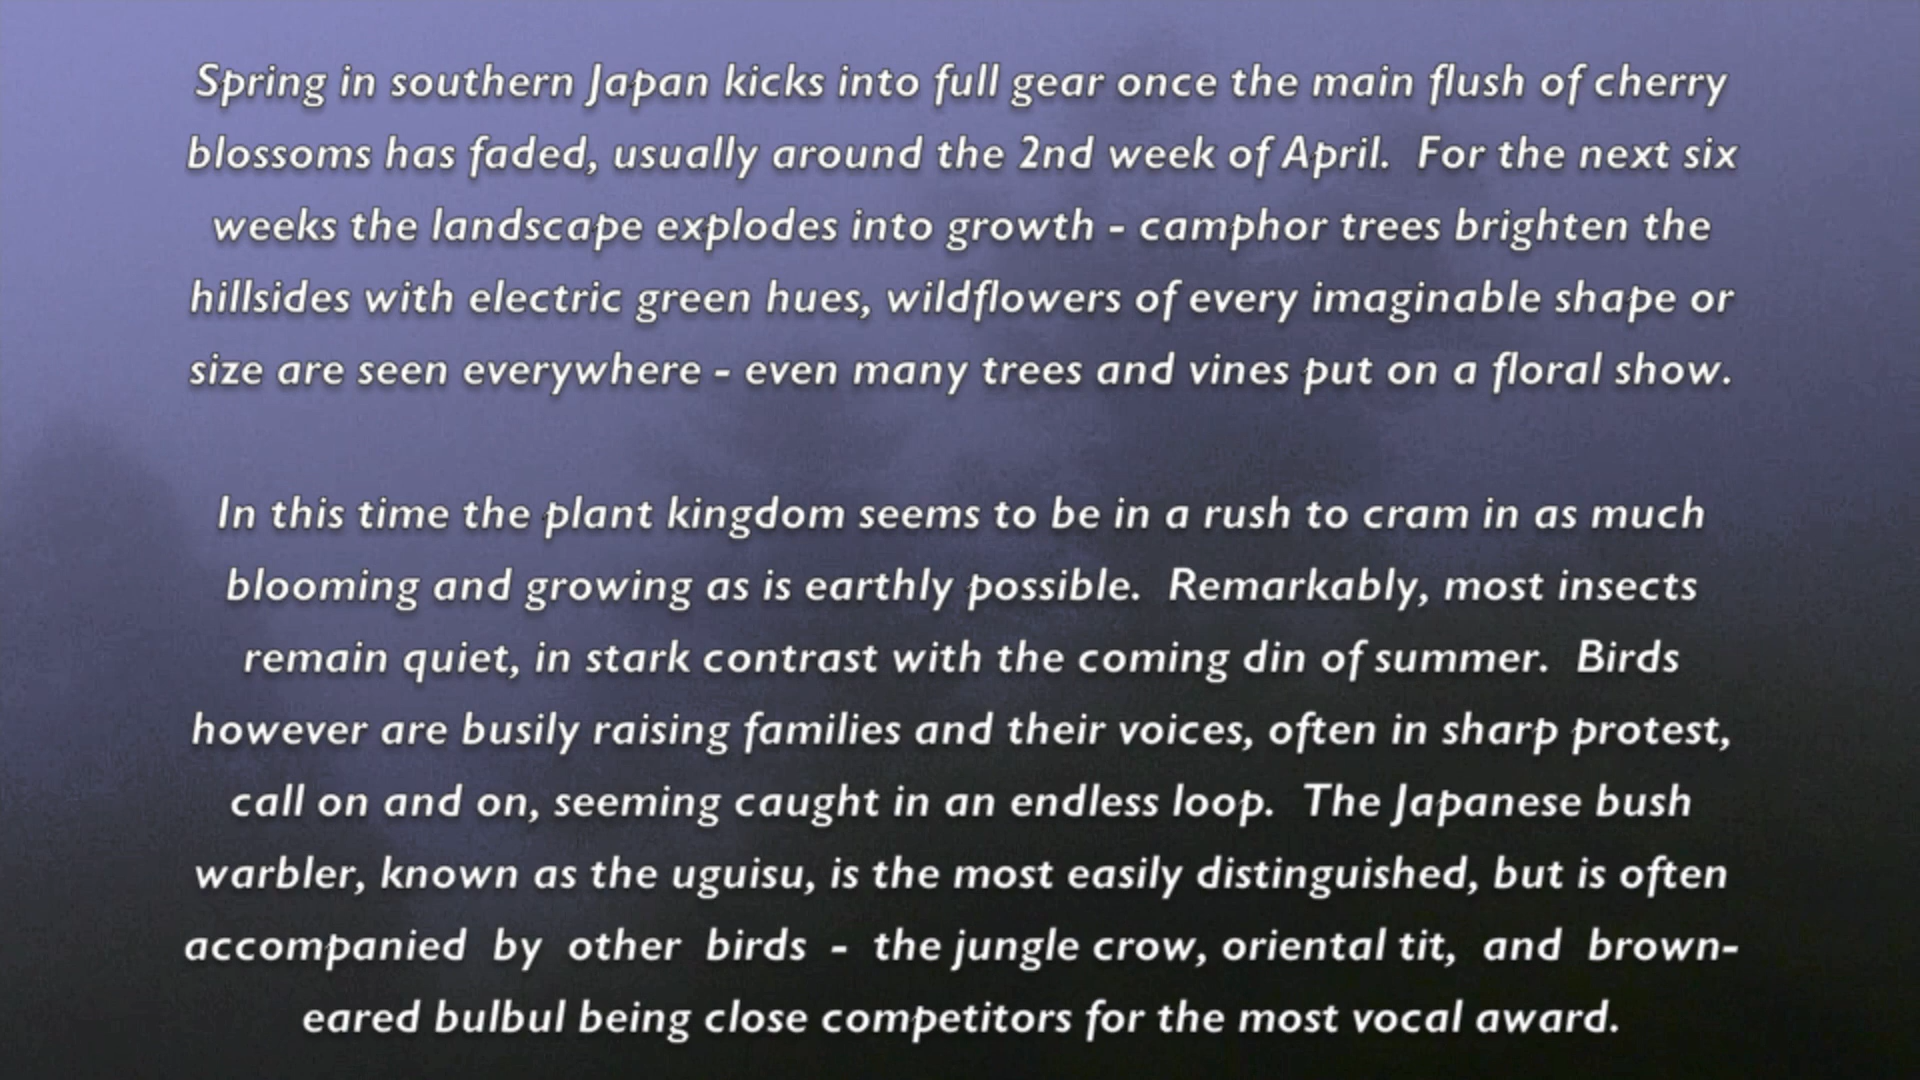 Spring in southern Japan kicks into full gear once the main flush of cherry
blossoms has faded, usually around the 2nd week of April.  For the next six
weeks the landscape explodes into growth - camphor trees brighten the
hillsides with electric green hues, wildflowers of every imaginable shape or
size are seen everywhere - even many trees and vines put on a floral show.

In this time the plant kingdom seems to be in a rush to cram in as much
blooming and growing as is earthly possible.  Remarkably, most insects
remain quiet, in stark contrast with the coming din of summer.  Birds
however are busily raising families and their voices, often in sharp protest,
call on and on, seeming caught in an endless loop.  The Japanese bush
warbler, known as the uguisu, is the most easily distinguished, but is often
accompanied  by  other  birds  -  the jungle crow, oriental tit,  and  brown-
eared bulbul being close competitors for the most vocal award.